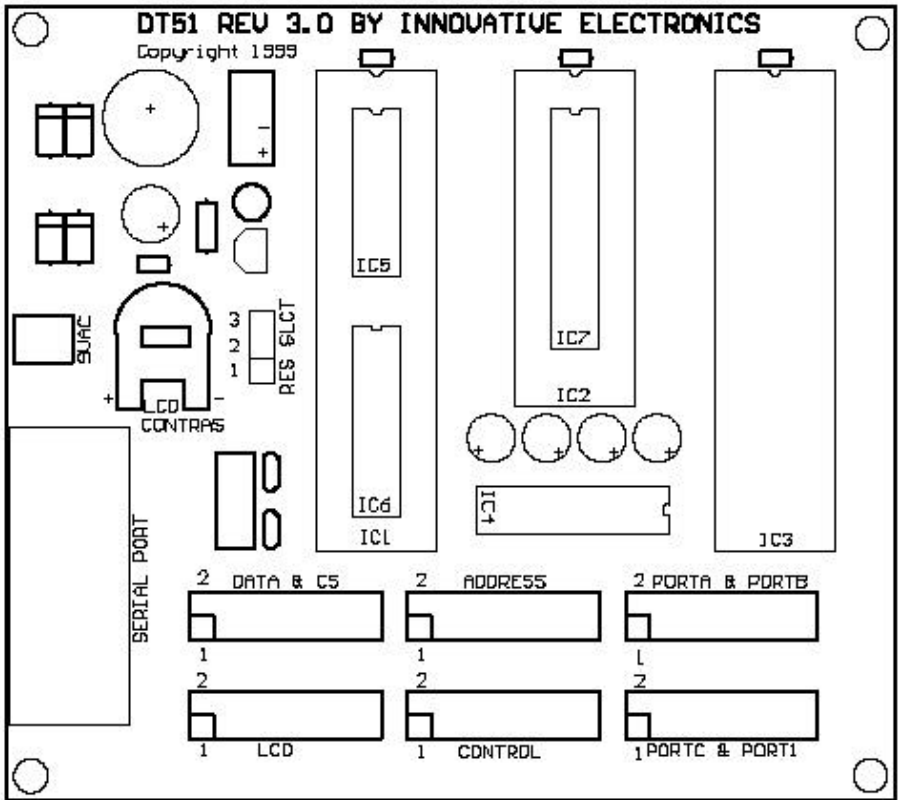 DT51 REV 3.0 BY INNOVATIVE ELECTRONICS
Copyright 1999
+
-
+
+
IC5
IC7
9VAC
3
2
1
RES SLCT
+
-
LCD
CONTRAS
IC2
+
+
+
+
IC6
IC1
IC4
IC3
SERIAL PORT
2 DATA & CS
1
2 ADDRESS
1
2 PORTA & PORTB
1
2
1 LCD
2
1 CONTROL
2
1 PORTC & PORT1